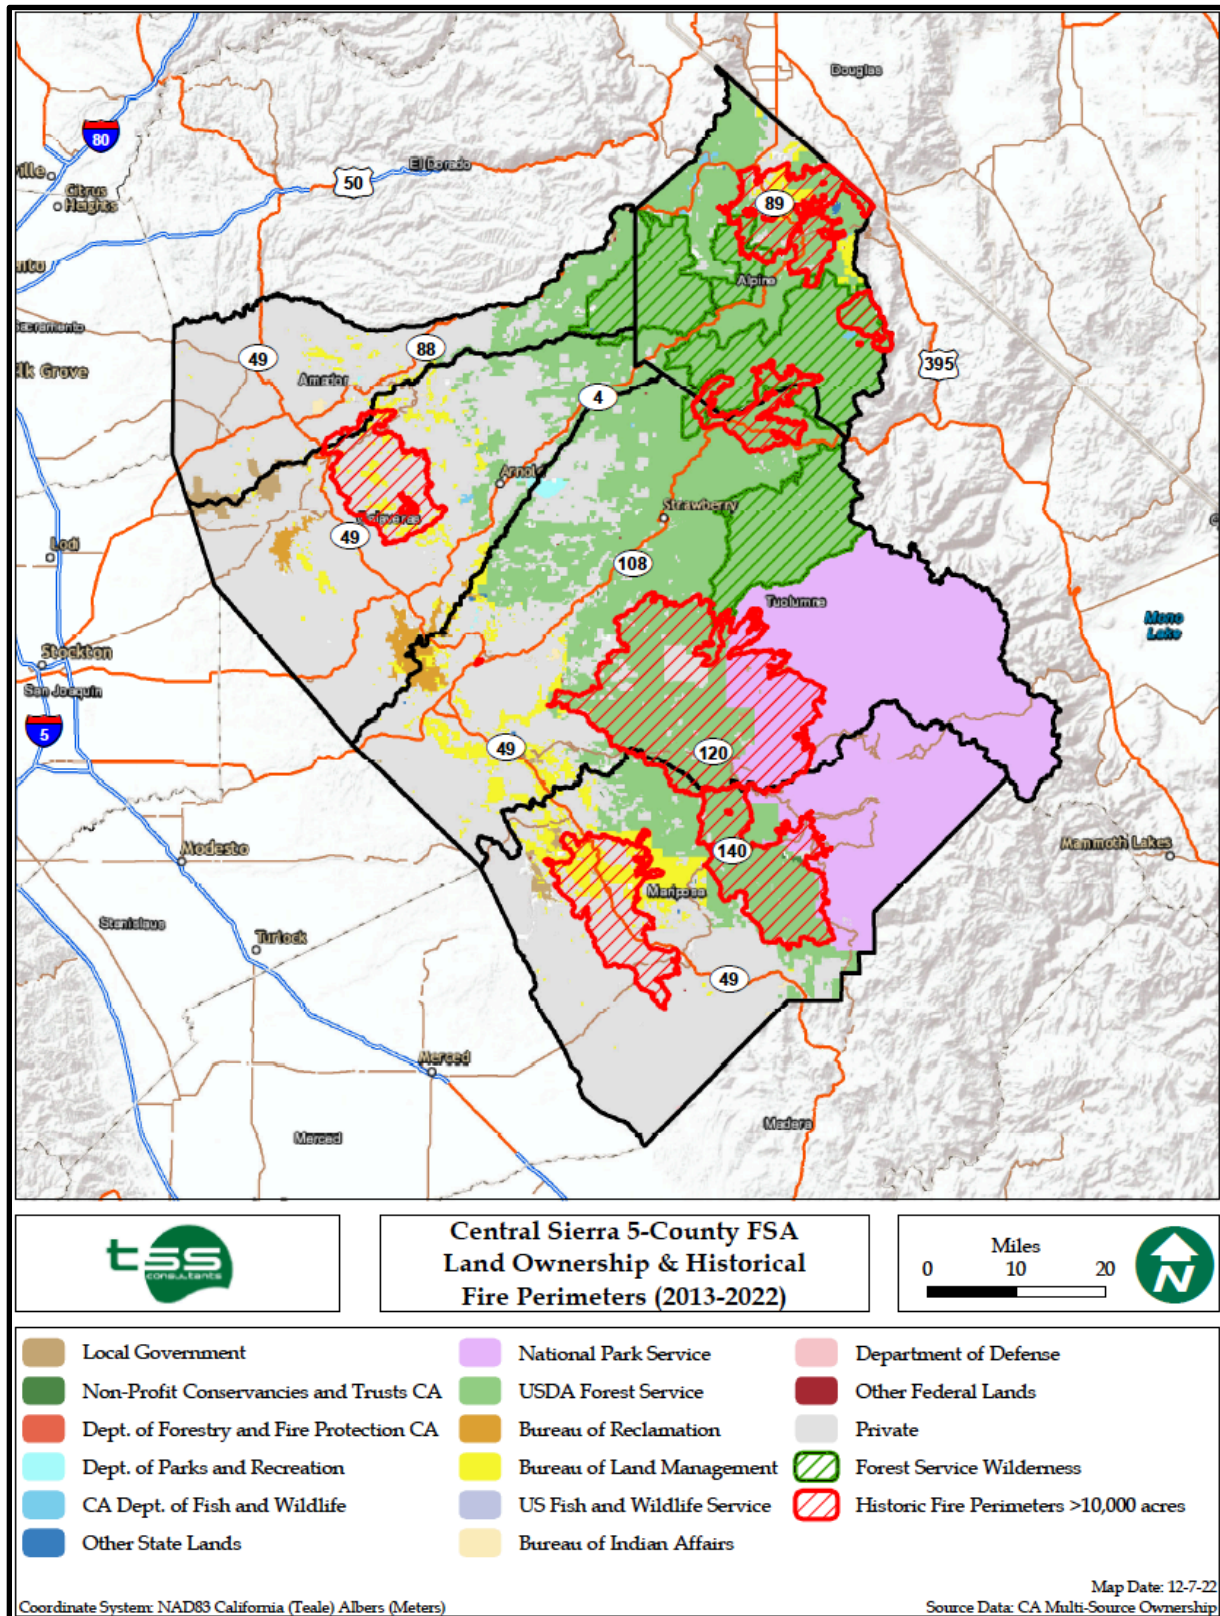 Douglas
80
ville
Citrus
Heights
50
El Dorado
89
nta
Alpine
Sacramento
49
88
lk Grove
Amador
395
4
Arnold
Strawberry
Calaveras
49
Lodi
108
Tuolumne
Mono
Lake
Stockton
San Joaquin
5
49
120
Modesto
140
Mammoth Lakes
Mariposa
Stanislaus
Turlock
49
Merced
Merced
Madera
tss
consultants
Central Sierra 5-County FSA
Land Ownership & Historical
Fire Perimeters (2013-2022)
Miles
0 10 20
N
Local Government
Non-Profit Conservancies and Trusts CA
Dept. of Forestry and Fire Protection CA
Dept. of Parks and Recreation
CA Dept. of Fish and Wildlife
Other State Lands
National Park Service
USDA Forest Service
Bureau of Reclamation
Bureau of Land Management
US Fish and Wildlife Service
Bureau of Indian Affairs
Department of Defense
Other Federal Lands
Private
Forest Service Wilderness
Historic Fire Perimeters >10,000 acres
Map Date: 12-7-22
Coordinate System: NAD83 California (Teale) Albers (Meters)
Source Data: CA Multi-Source Ownership